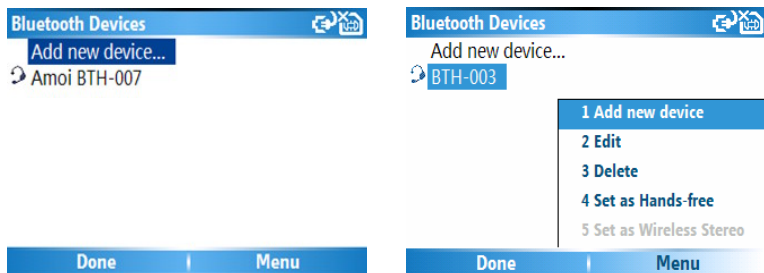 Bluetooth Devices
Add new device...
Amoi BTH-007
Done Menu
Bluetooth Devices
Add new device...
BTH-003
1 Add new device
2 Edit
3 Delete
4 Set as Hands-free
5 Set as Wireless Stereo
Done Menu